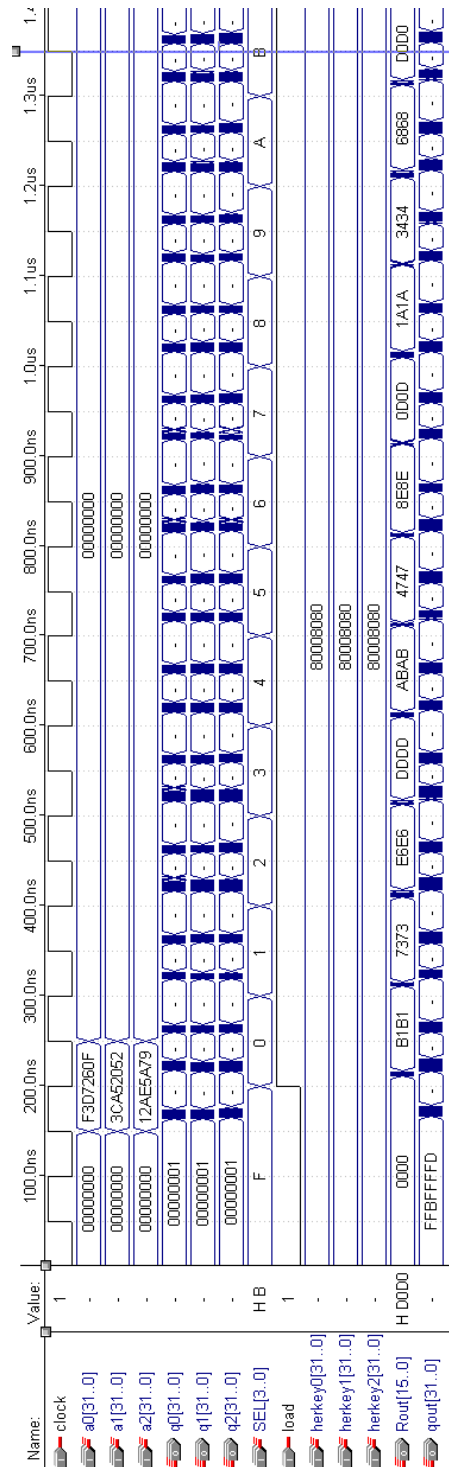 Name: Value: 100.0ns 200.0ns 300.0ns 400.0ns 500.0ns 600.0ns 700.0ns 800.0ns 900.0ns 1.0us 1.1us 1.2us 1.3us 1.4
clock 1
a0[31..0] - 00000000 F3D7260F 00000000
a1[31..0] - 00000000 3CA52052 00000000
a2[31..0] - 00000000 12AE5A79 00000000
q0[31..0] - 00000001
q1[31..0] - 00000001
q2[31..0] - 00000001
SEL[3..0] H B F 0 1 2 3 4 5 6 7 8 9 A B
load 1
herkey0[31..0] - 80008080
herkey1[31..0] - 80008080
herkey2[31..0] - 80008080
Rout[15..0] H D0D0 0000 B1B1 7373 E6E6 DDDD ABAB 4747 8E8E 0D0D 1A1A 3434 6868 D0D0
qout[31..0] - FFBFFFFD